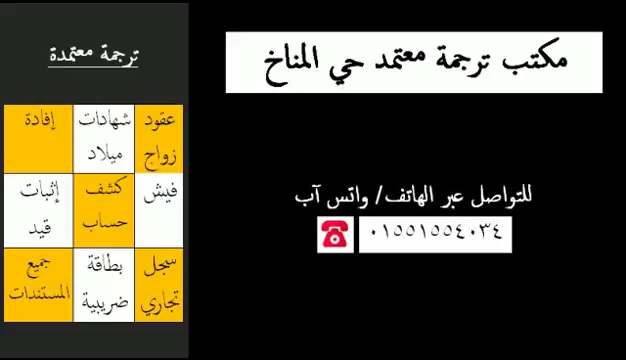 مكتب ترجمة معتمد حي المناخ
للتواصل عبر الهاتف/ واتس آب
٠١٥٥١٥٥٤٠٣٤
ترجمة معتمدة
عقود
زواج
شهادات
ميلاد
إفادة
فيش
كشف
حساب
إثبات
قيد
سجل
تجاري
بطاقة
ضريبية
جميع
المستندات